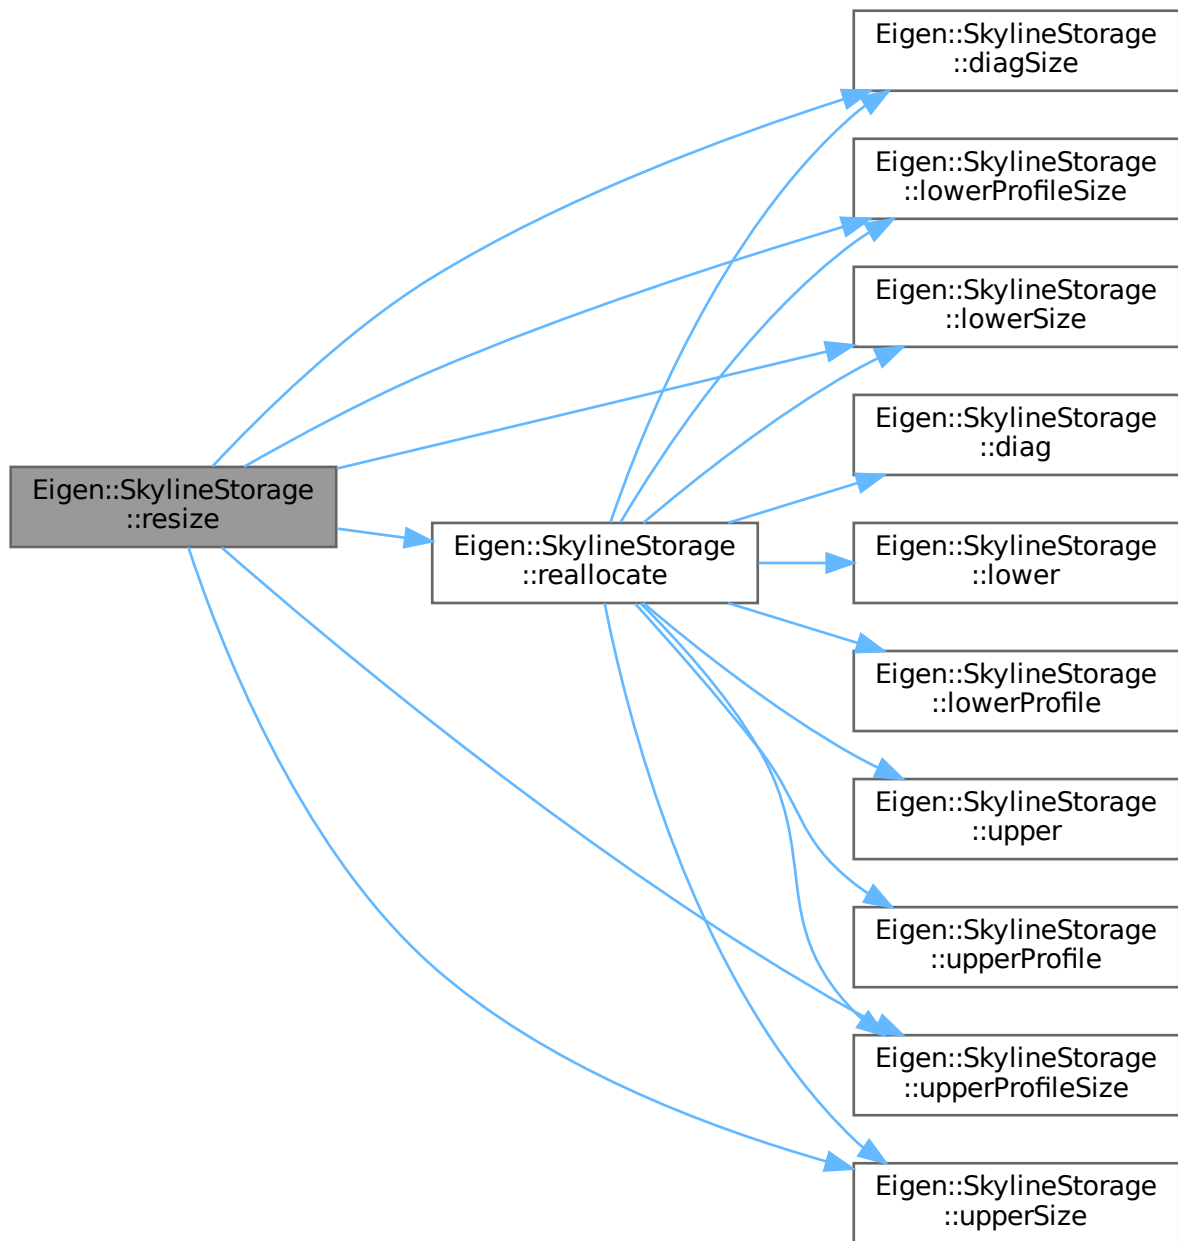 Eigen::SkylineStorage
::diagSize
Eigen::SkylineStorage
::lowerProfileSize
Eigen::SkylineStorage
::lowerSize
Eigen::SkylineStorage
::diag
Eigen::SkylineStorage
::resize
Eigen::SkylineStorage
::reallocate
Eigen::SkylineStorage
::lower
Eigen::SkylineStorage
::lowerProfile
Eigen::SkylineStorage
::upper
Eigen::SkylineStorage
::upperProfile
Eigen::SkylineStorage
::upperProfileSize
Eigen::SkylineStorage
::upperSize